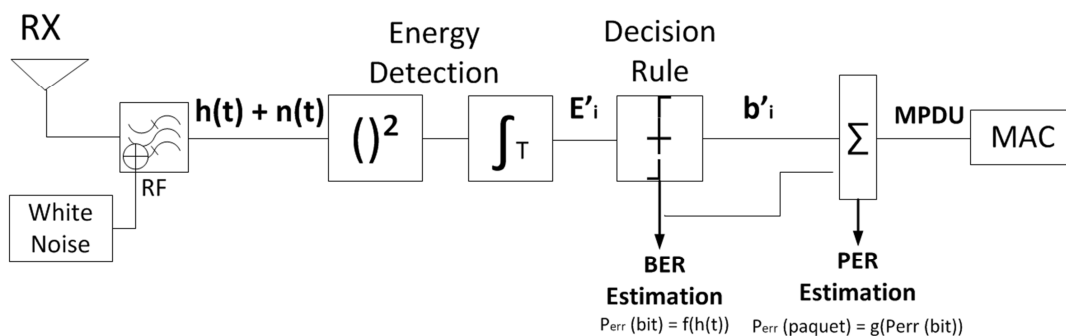 RX
Energy
Detection
Decision
Rule
h(t) + n(t)
()²
∫T
E'i
b'i
Σ
MPDU
MAC
RF
White
Noise
BER
Estimation
Perr (bit) = f(h(t))
PER
Estimation
Perr (paquet) = g(Perr (bit))